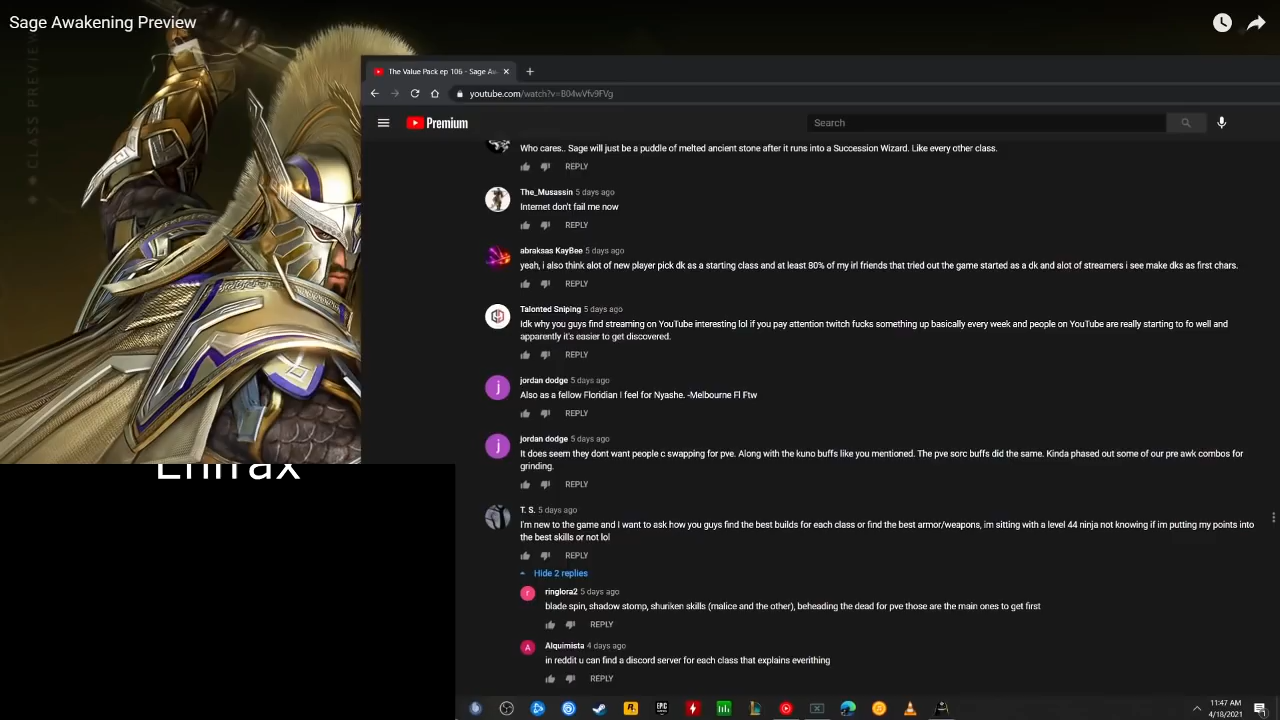 Sage Awakening Preview
CLASS PREVIEW
The Value Pack ep 106 - Sage Aw
youtube.com/watch?v=B04wVfv9FVg
Premium
Search
Who cares.. Sage will just be a puddle of melted ancient stone after it runs into a Succession Wizard. Like every other class.
REPLY
The_Musassin 5 days ago
Internet don't fail me now
REPLY
abraksas KayBee 5 days ago
yeah, i also think alot of new player pick dk as a starting class and at least 80% of my irl friends that tried out the game started as a dk and alot of streamers i see make dks as first chars.
REPLY
Talonted Sniping 5 days ago
Idk why you guys find streaming on YouTube interesting lol if you pay attention twitch fucks something up basically every week and people on YouTube are really starting to fo well and
apparently it's easier to get discovered.
REPLY
j
jordan dodge 5 days ago
Also as a fellow Floridian I feel for Nyashe. -Melbourne Fl Ftw
REPLY
j
jordan dodge 5 days ago
It does seem they dont want people c swapping for pve. Along with the kuno buffs like you mentioned. The pve sorc buffs did the same. Kinda phased out some of our pre awk combos for
grinding.
REPLY
T. S. 5 days ago
I'm new to the game and I want to ask how you guys find the best builds for each class or find the best armor/weapons, im sitting with a level 44 ninja not knowing if im putting my points into
the best skills or not lol
REPLY
Hide 2 replies
r
ringlora2 5 days ago
blade spin, shadow stomp, shuriken skills (malice and the other), beheading the dead for pve those are the main ones to get first
REPLY
A
Alquimista 4 days ago
in reddit u can find a discord server for each class that explains everithing
REPLY
EPIC
11:47 AM
4/18/2021